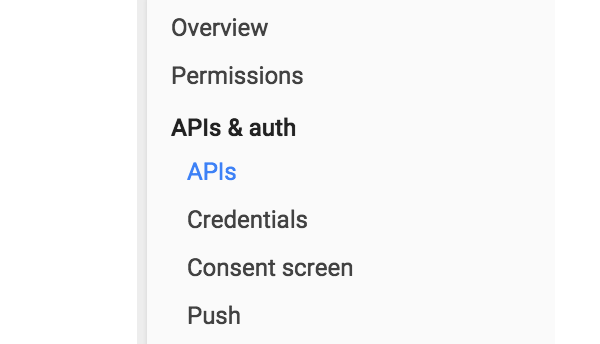 Overview
Permissions
APIs & auth
APIs
Credentials
Consent screen
Push